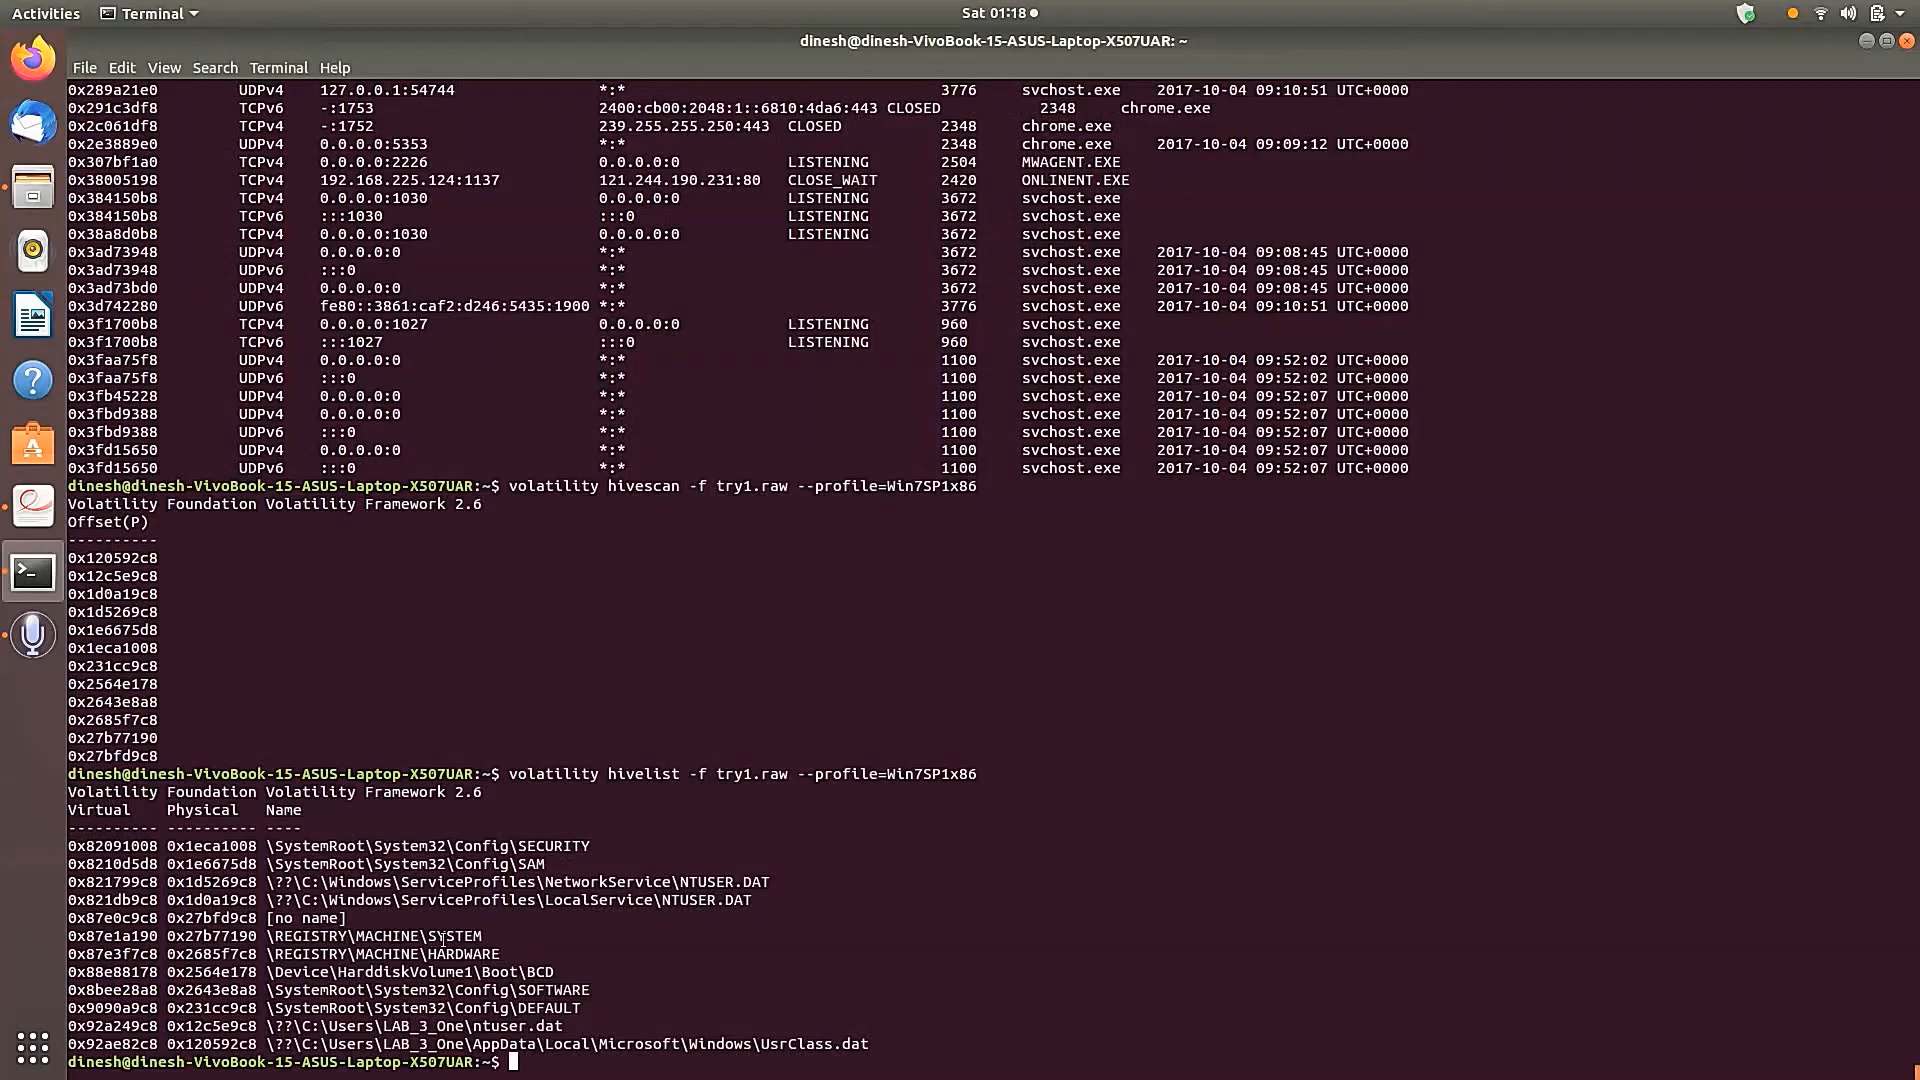 Activities Terminal Sat 01:18
dinesh@dinesh-VivoBook-15-ASUS-Laptop-X507UAR: ~
File Edit View Search Terminal Help
0x289a21e0 UDPv4 127.0.0.1:54744 *:* 3776 svchost.exe 2017-10-04 09:10:51 UTC+0000
0x291c3df8 TCPv6 -:1753 2400:cb00:2048:1::6810:4da6:443 CLOSED 2348 chrome.exe
0x2c061df8 TCPv4 -:1752 239.255.255.250:443 CLOSED 2348 chrome.exe
0x2e3889e0 UDPv4 0.0.0.0:5353 *:* 2348 chrome.exe 2017-10-04 09:09:12 UTC+0000
0x307bf1a0 TCPv4 0.0.0.0:2226 0.0.0.0:0 LISTENING 2504 MWAGENT.EXE
0x38005198 TCPv4 192.168.225.124:1137 121.244.190.231:80 CLOSE_WAIT 2420 ONLINENT.EXE
0x384150b8 TCPv4 0.0.0.0:1030 0.0.0.0:0 LISTENING 3672 svchost.exe
0x384150b8 TCPv6 :::1030 :::0 LISTENING 3672 svchost.exe
0x38a8d0b8 TCPv4 0.0.0.0:1030 0.0.0.0:0 LISTENING 3672 svchost.exe
0x3ad73948 UDPv4 0.0.0.0:0 *:* 3672 svchost.exe 2017-10-04 09:08:45 UTC+0000
0x3ad73948 UDPv6 :::0 *:* 3672 svchost.exe 2017-10-04 09:08:45 UTC+0000
0x3ad73bd0 UDPv4 0.0.0.0:0 *:* 3672 svchost.exe 2017-10-04 09:08:45 UTC+0000
0x3d742280 UDPv6 fe80::3861:caf2:d246:5435:1900 *:* 3776 svchost.exe 2017-10-04 09:10:51 UTC+0000
0x3f1700b8 TCPv4 0.0.0.0:1027 0.0.0.0:0 LISTENING 960 svchost.exe
0x3f1700b8 TCPv6 :::1027 :::0 LISTENING 960 svchost.exe
0x3faa75f8 UDPv4 0.0.0.0:0 *:* 1100 svchost.exe 2017-10-04 09:52:02 UTC+0000
0x3faa75f8 UDPv6 :::0 *:* 1100 svchost.exe 2017-10-04 09:52:02 UTC+0000
0x3fb45228 UDPv4 0.0.0.0:0 *:* 1100 svchost.exe 2017-10-04 09:52:07 UTC+0000
0x3fbd9388 UDPv4 0.0.0.0:0 *:* 1100 svchost.exe 2017-10-04 09:52:07 UTC+0000
0x3fbd9388 UDPv6 :::0 *:* 1100 svchost.exe 2017-10-04 09:52:07 UTC+0000
0x3fd15650 UDPv4 0.0.0.0:0 *:* 1100 svchost.exe 2017-10-04 09:52:07 UTC+0000
0x3fd15650 UDPv6 :::0 *:* 1100 svchost.exe 2017-10-04 09:52:07 UTC+0000
dinesh@dinesh-VivoBook-15-ASUS-Laptop-X507UAR:~$ volatility hivescan -f try1.raw --profile=Win7SP1x86
Volatility Foundation Volatility Framework 2.6
Offset(P)
----------
0x120592c8
0x12c5e9c8
0x1d0a19c8
0x1d5269c8
0x1e6675d8
0x1eca1008
0x231cc9c8
0x2564e178
0x2643e8a8
0x2685f7c8
0x27b77190
0x27bfd9c8
dinesh@dinesh-VivoBook-15-ASUS-Laptop-X507UAR:~$ volatility hivelist -f try1.raw --profile=Win7SP1x86
Volatility Foundation Volatility Framework 2.6
Virtual Physical Name
---------- ---------- ----
0x82091008 0x1eca1008 \SystemRoot\System32\Config\SECURITY
0x8210d5d8 0x1e6675d8 \SystemRoot\System32\Config\SAM
0x821799c8 0x1d5269c8 \??\C:\Windows\ServiceProfiles\NetworkService\NTUSER.DAT
0x821db9c8 0x1d0a19c8 \??\C:\Windows\ServiceProfiles\LocalService\NTUSER.DAT
0x87e0c9c8 0x27bfd9c8 [no name]
0x87e1a190 0x27b77190 \REGISTRY\MACHINE\SYSTEM
0x87e3f7c8 0x2685f7c8 \REGISTRY\MACHINE\HARDWARE
0x88e88178 0x2564e178 \Device\HarddiskVolume1\Boot\BCD
0x8bee28a8 0x2643e8a8 \SystemRoot\System32\Config\SOFTWARE
0x9090a9c8 0x231cc9c8 \SystemRoot\System32\Config\DEFAULT
0x92a249c8 0x12c5e9c8 \??\C:\Users\LAB_3_One\ntuser.dat
0x92ae82c8 0x120592c8 \??\C:\Users\LAB_3_One\AppData\Local\Microsoft\Windows\UsrClass.dat
dinesh@dinesh-VivoBook-15-ASUS-Laptop-X507UAR:~$